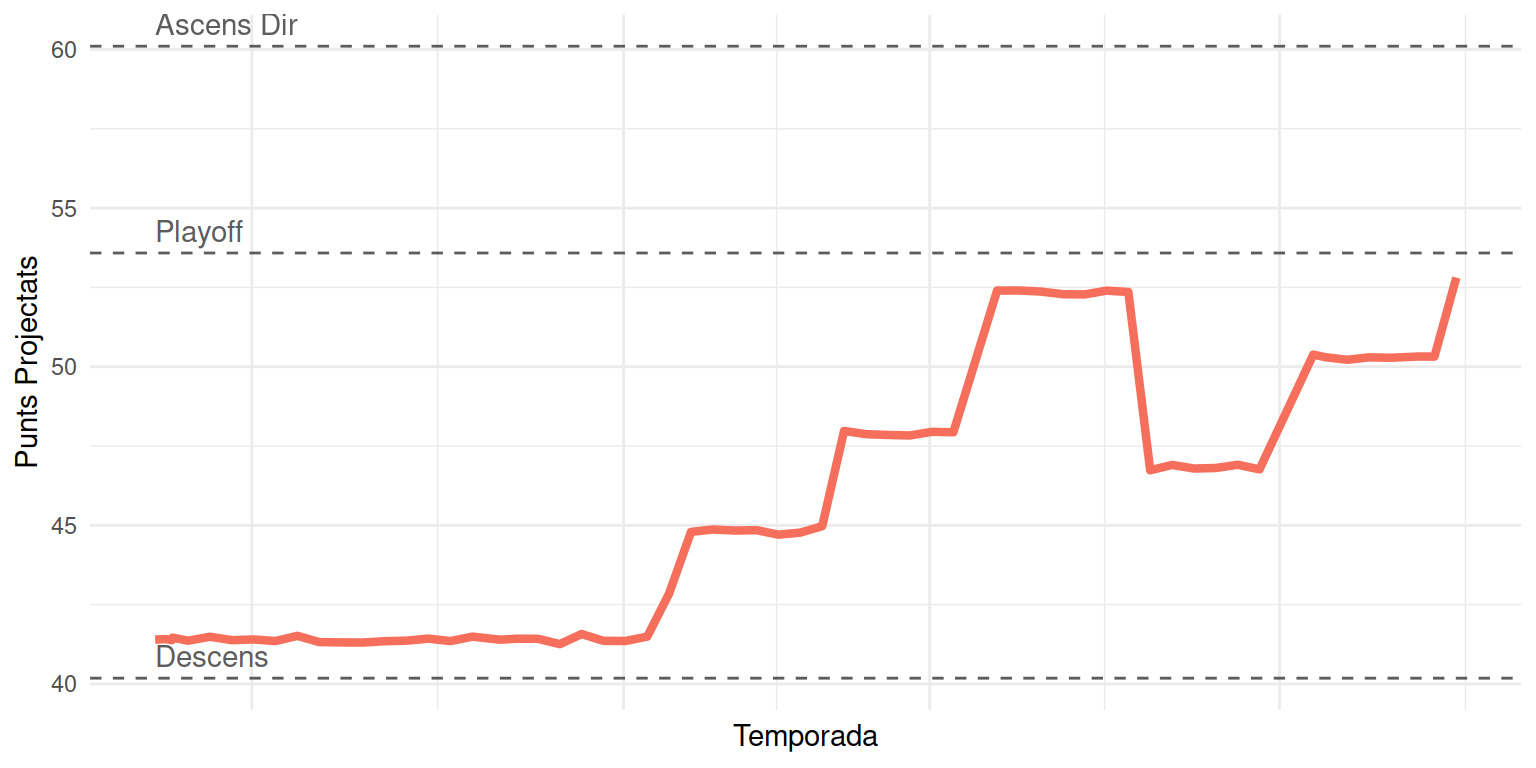 Ascens Dir
60
55
Playoff
Punts Projectats
50
45
Descens
40
Temporada